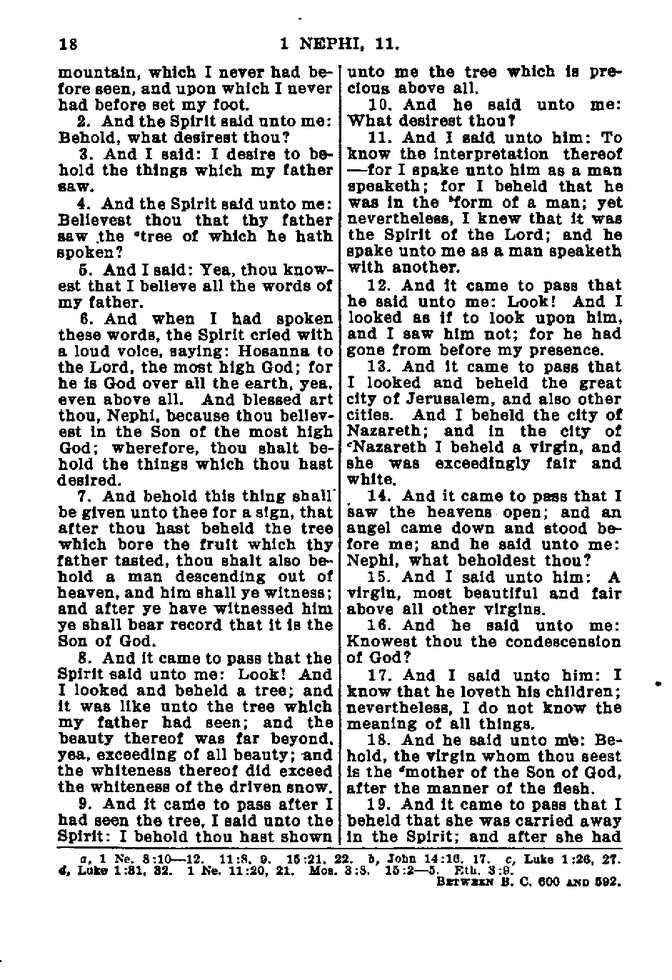 18
1 NEPHI, 11.
mountain, which I never had be-
fore seen, and upon which I never
had before set my foot.
2. And the Spirit said unto me:
Behold, what desirest thou?
3. And I said: I desire to be-
hold the things which my father
saw.
4. And the Spirit said unto me:
Believest thou that thy father
saw the ᵃtree of which he hath
spoken?
5. And I said: Yea, thou know-
est that I believe all the words of
my father.
6. And when I had spoken
these words, the Spirit cried with
a loud voice, saying: Hosanna to
the Lord, the most high God; for
he is God over all the earth, yea,
even above all. And blessed art
thou, Nephi, because thou believ-
est in the Son of the most high
God; wherefore, thou shalt be-
hold the things which thou hast
desired.
7. And behold this thing shall
be given unto thee for a sign, that
after thou hast beheld the tree
which bore the fruit which thy
father tasted, thou shalt also be-
hold a man descending out of
heaven, and him shall ye witness;
and after ye have witnessed him
ye shall bear record that it is the
Son of God.
8. And it came to pass that the
Spirit said unto me: Look! And
I looked and beheld a tree; and
it was like unto the tree which
my father had seen; and the
beauty thereof was far beyond,
yea, exceeding of all beauty; and
the whiteness thereof did exceed
the whiteness of the driven snow.
9. And it came to pass after I
had seen the tree, I said unto the
Spirit: I behold thou hast shown
unto me the tree which is pre-
cious above all.
10. And he said unto me:
What desirest thou?
11. And I said unto him: To
know the interpretation thereof
—for I spake unto him as a man
speaketh; for I beheld that he
was in the ᵇform of a man; yet
nevertheless, I knew that it was
the Spirit of the Lord; and he
spake unto me as a man speaketh
with another.
12. And it came to pass that
he said unto me: Look! And I
looked as if to look upon him,
and I saw him not; for he had
gone from before my presence.
13. And it came to pass that
I looked and beheld the great
city of Jerusalem, and also other
cities. And I beheld the city of
Nazareth; and in the city of
ᶜNazareth I beheld a virgin, and
she was exceedingly fair and
white.
14. And it came to pass that I
saw the heavens open; and an
angel came down and stood be-
fore me; and he said unto me:
Nephi, what beholdest thou?
15. And I said unto him: A
virgin, most beautiful and fair
above all other virgins.
16. And he said unto me:
Knowest thou the condescension
of God?
17. And I said unto him: I
know that he loveth his children;
nevertheless, I do not know the
meaning of all things.
18. And he said unto me: Be-
hold, the virgin whom thou seest
is the ᵈmother of the Son of God,
after the manner of the flesh.
19. And it came to pass that I
beheld that she was carried away
in the Spirit; and after she had
a, 1 Ne. 8:10—12. 11:8, 9. 15:21, 22. b, John 14:16, 17. c, Luke 1:26, 27.
d, Luke 1:31, 32. 1 Ne. 11:20, 21. Mos. 3:8. 15:2—5. Eth. 3:9.
BETWEEN B. C. 600 AND 592.